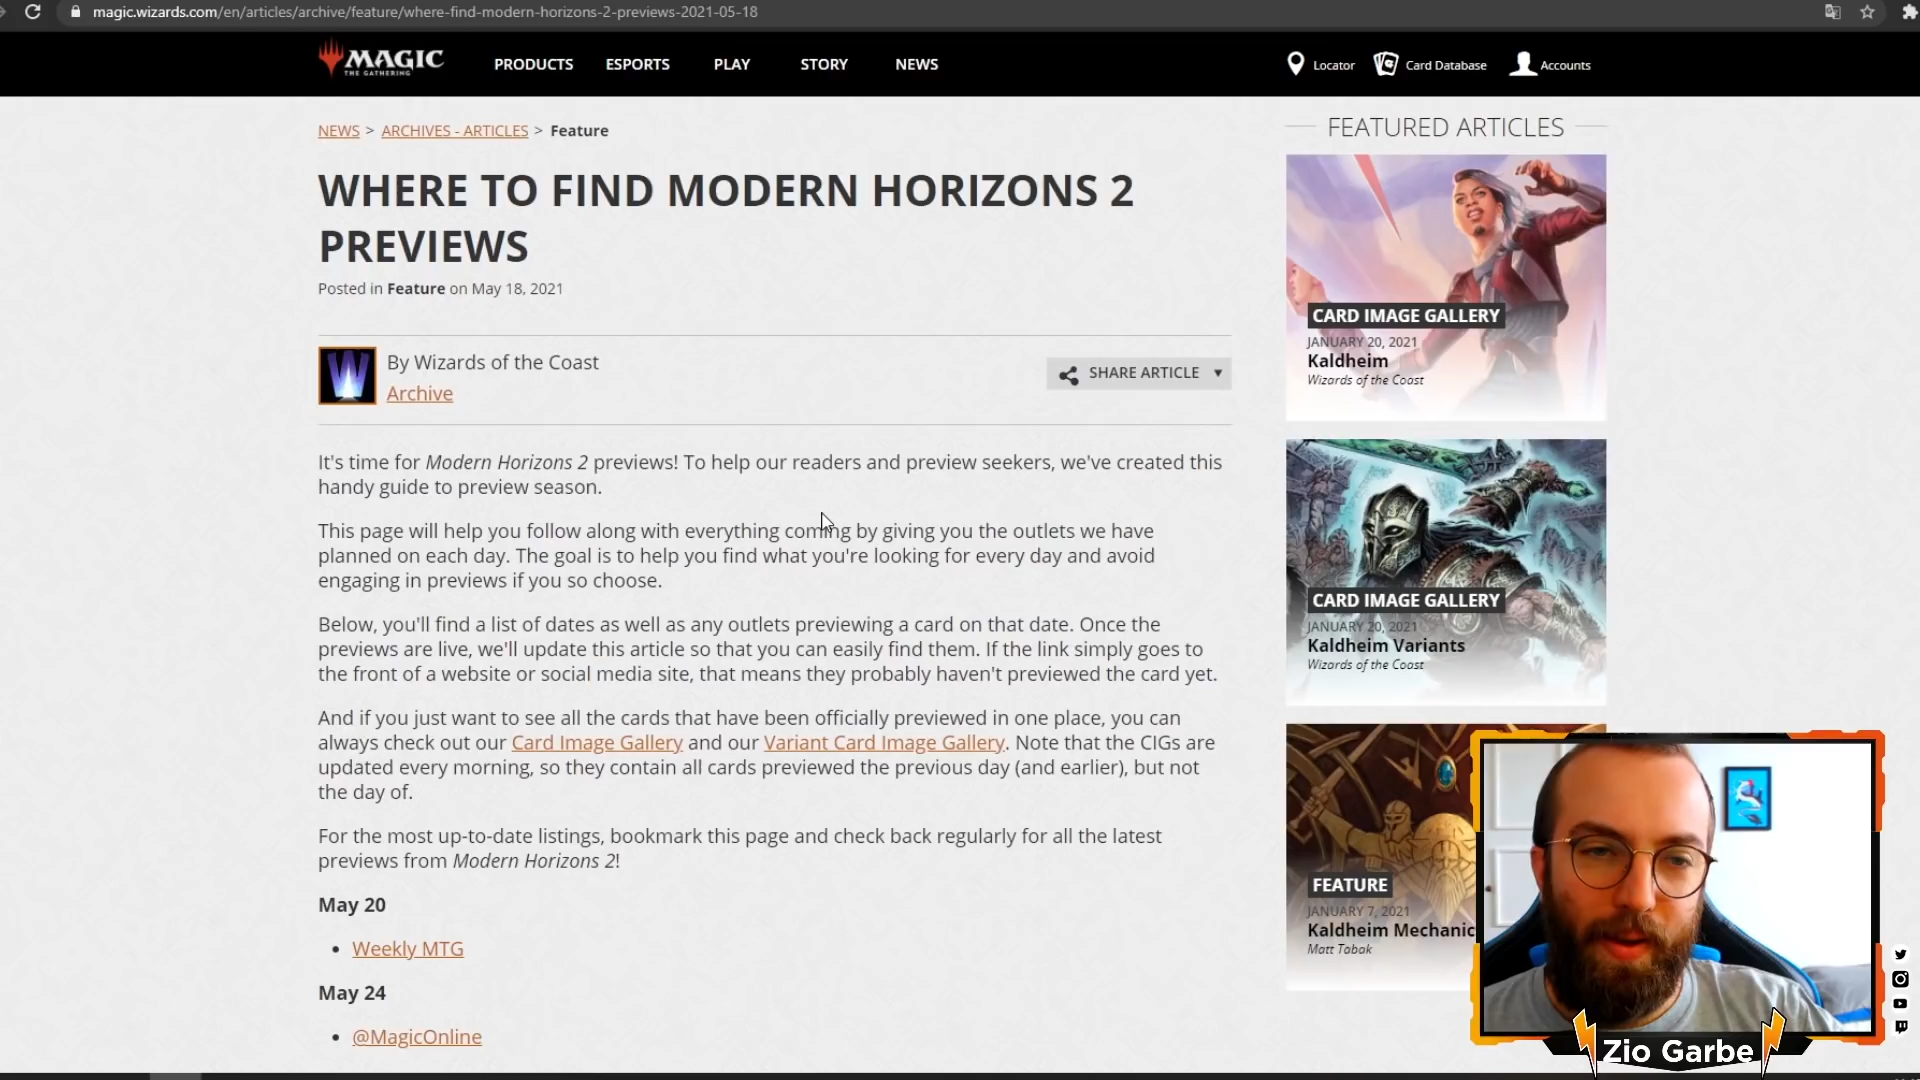 magic.wizards.com/en/articles/archive/feature/where-find-modern-horizons-2-previews-2021-05-18
MAGIC
THE GATHERING
PRODUCTS
ESPORTS
PLAY
STORY
NEWS
Locator
Card Database
Accounts
NEWS > ARCHIVES - ARTICLES > Feature
WHERE TO FIND MODERN HORIZONS 2
PREVIEWS
Posted in Feature on May 18, 2021
By Wizards of the Coast
Archive
SHARE ARTICLE
It's time for Modern Horizons 2 previews! To help our readers and preview seekers, we've created this
handy guide to preview season.
This page will help you follow along with everything coming by giving you the outlets we have
planned on each day. The goal is to help you find what you're looking for every day and avoid
engaging in previews if you so choose.
Below, you'll find a list of dates as well as any outlets previewing a card on that date. Once the
previews are live, we'll update this article so that you can easily find them. If the link simply goes to
the front of a website or social media site, that means they probably haven't previewed the card yet.
And if you just want to see all the cards that have been officially previewed in one place, you can
always check out our Card Image Gallery and our Variant Card Image Gallery. Note that the CIGs are
updated every morning, so they contain all cards previewed the previous day (and earlier), but not
the day of.
For the most up-to-date listings, bookmark this page and check back regularly for all the latest
previews from Modern Horizons 2!
May 20
• Weekly MTG
May 24
• @MagicOnline
FEATURED ARTICLES
CARD IMAGE GALLERY
JANUARY 20, 2021
Kaldheim
Wizards of the Coast
CARD IMAGE GALLERY
JANUARY 20, 2021
Kaldheim Variants
Wizards of the Coast
FEATURE
JANUARY 7, 2021
Kaldheim Mechanic
Matt Tabak
Zio Garbe